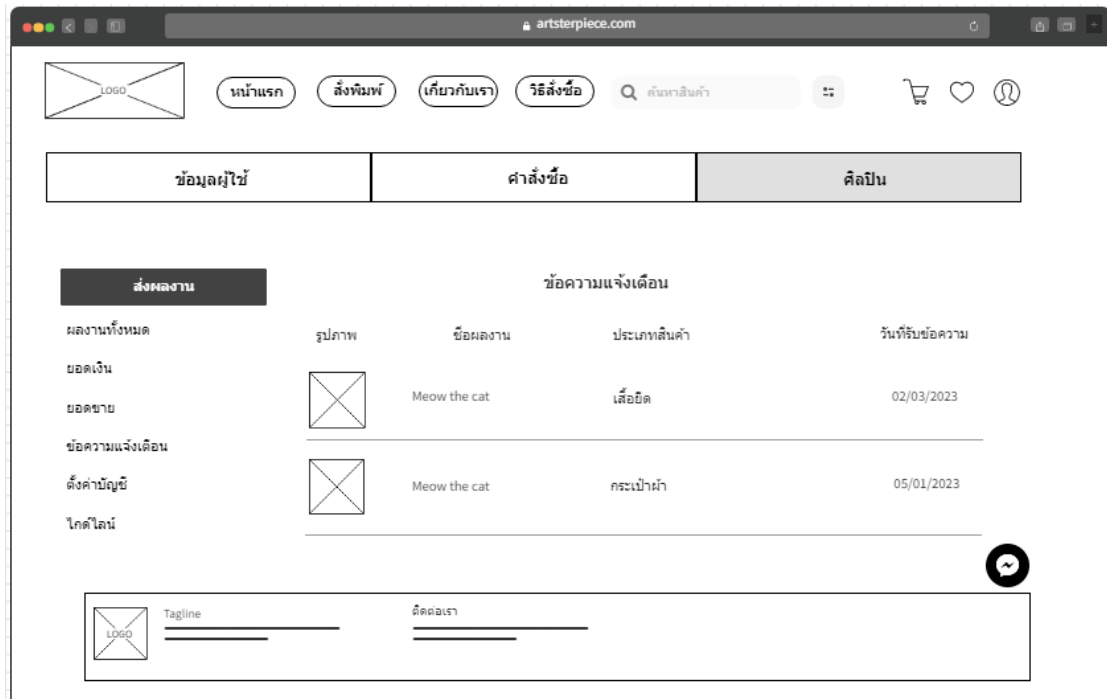 artsterpiece.com
LOGO
หน้าแรก
สั่งพิมพ์
เกี่ยวกับเรา
วิธีสั่งซื้อ
ค้นหาสินค้า
ข้อมูลผู้ใช้
คำสั่งซื้อ
ศิลปิน
ส่งผลงาน
ผลงานทั้งหมด
ยอดเงิน
ยอดขาย
ข้อความแจ้งเตือน
ตั้งค่าบัญชี
ไกด์ไลน์
ข้อความแจ้งเตือน
รูปภาพ ชื่อผลงาน ประเภทสินค้า วันที่รับข้อความ
Meow the cat เสื้อยืด 02/03/2023
Meow the cat กระเป๋าผ้า 05/01/2023
LOGO
Tagline
ติดต่อเรา